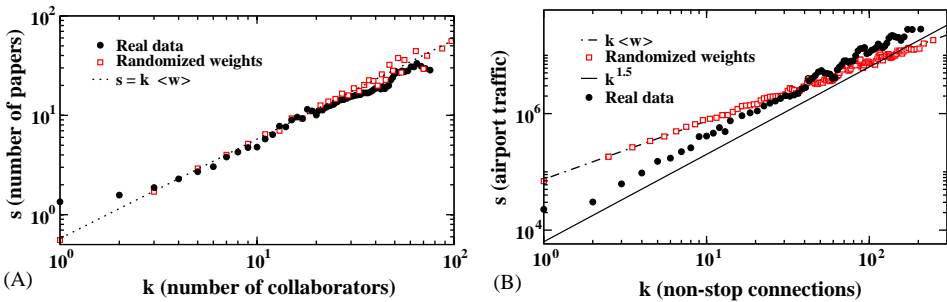 10²
Real data
Randomized weights
s = k <w>
10¹
10⁰
s (number of papers)
10⁰
10¹
10²
k (number of collaborators)
(A)
k <w>
Randomized weights
k^1.5
Real data
10⁶
10⁴
s (airport traffic)
10⁰
10¹
10²
k (non-stop connections)
(B)